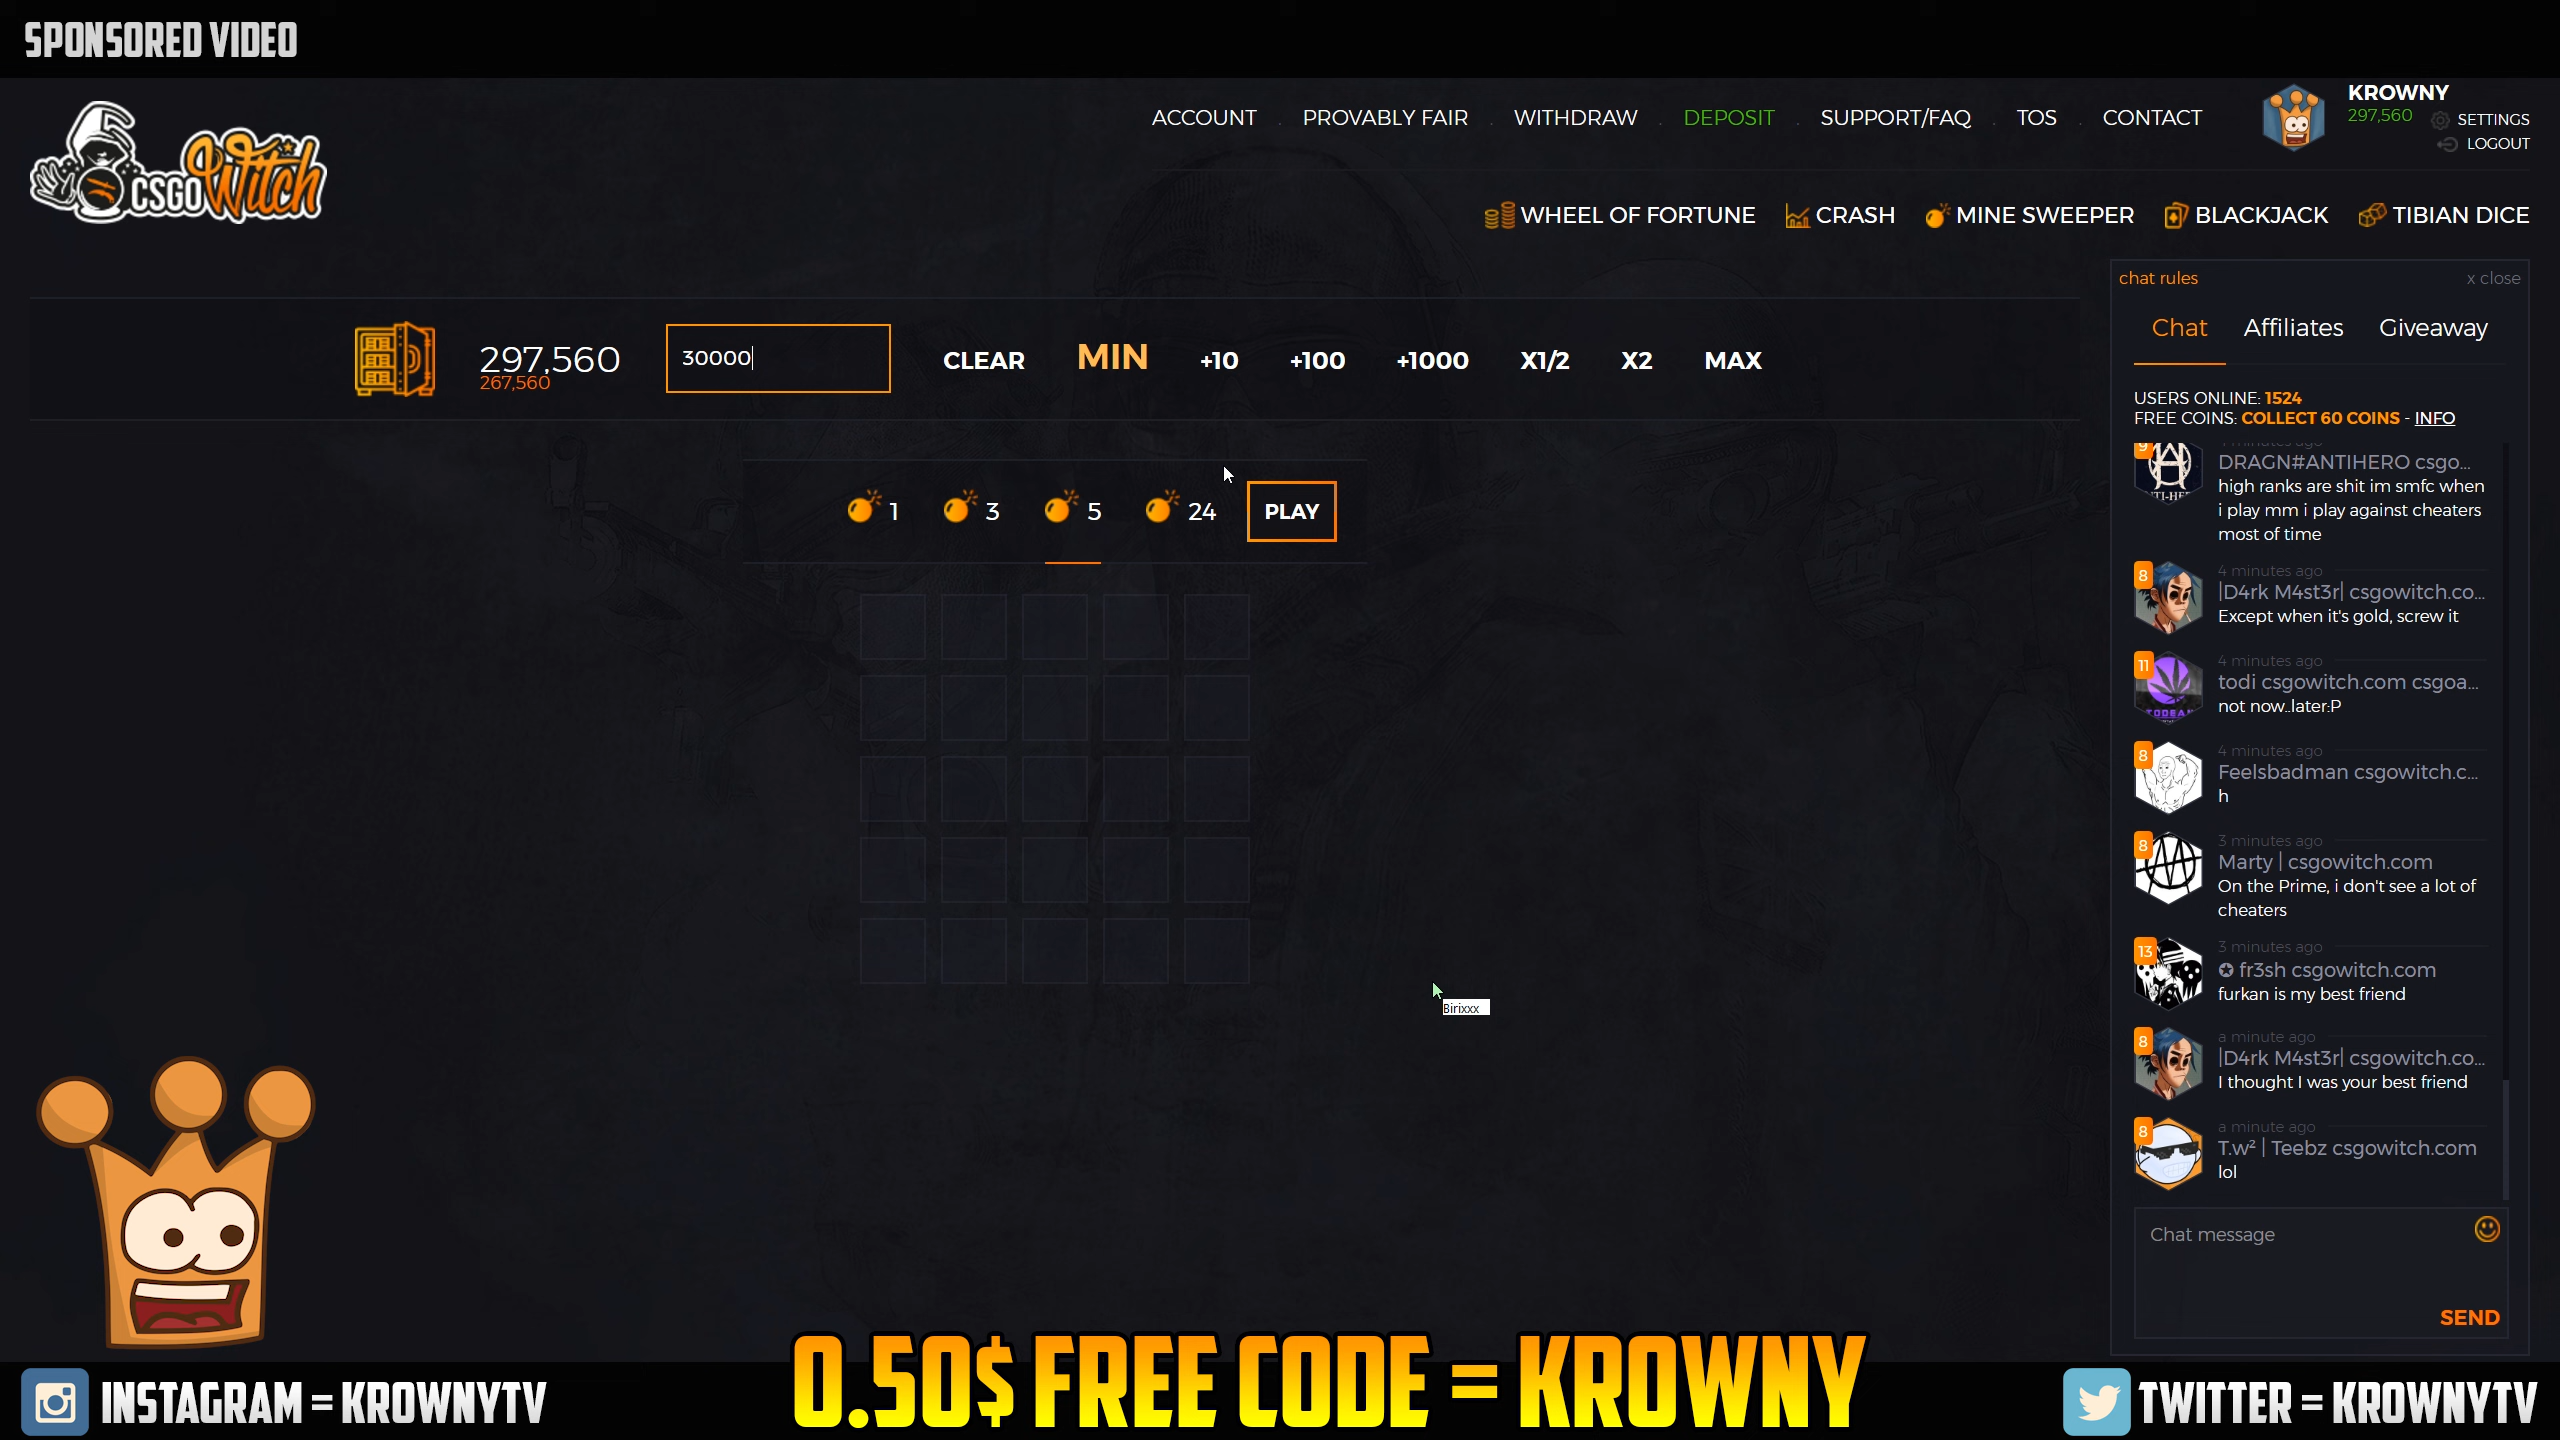 SPONSORED VIDEO
CSGOWitch
ACCOUNT . PROVABLY FAIR . WITHDRAW . DEPOSIT . SUPPORT/FAQ . TOS . CONTACT
KROWNY
297,560
SETTINGS
LOGOUT
WHEEL OF FORTUNE CRASH MINE SWEEPER BLACKJACK TIBIAN DICE
297,560
267,560
30000
CLEAR MIN +10 +100 +1000 X1/2 X2 MAX
1 3 5 24 PLAY
Birixxx
chat rules x close
Chat Affiliates Giveaway
USERS ONLINE: 1524
FREE COINS: COLLECT 60 COINS - INFO
9
DRAGN#ANTIHERO csgo...
high ranks are shit im smfc when
i play mm i play against cheaters
most of time
8
4 minutes ago
|D4rk M4st3r| csgowitch.co...
Except when it's gold, screw it
11
4 minutes ago
todi csgowitch.com csgoa...
not now..later:P
8
4 minutes ago
Feelsbadman csgowitch.c...
h
8
3 minutes ago
Marty | csgowitch.com
On the Prime, i don't see a lot of
cheaters
13
3 minutes ago
✪ fr3sh csgowitch.com
furkan is my best friend
8
a minute ago
|D4rk M4st3r| csgowitch.co...
I thought I was your best friend
8
a minute ago
T.w² | Teebz csgowitch.com
lol
Chat message
SEND
INSTAGRAM = KROWNYTV
0.50$ FREE CODE = KROWNY
TWITTER = KROWNYTV